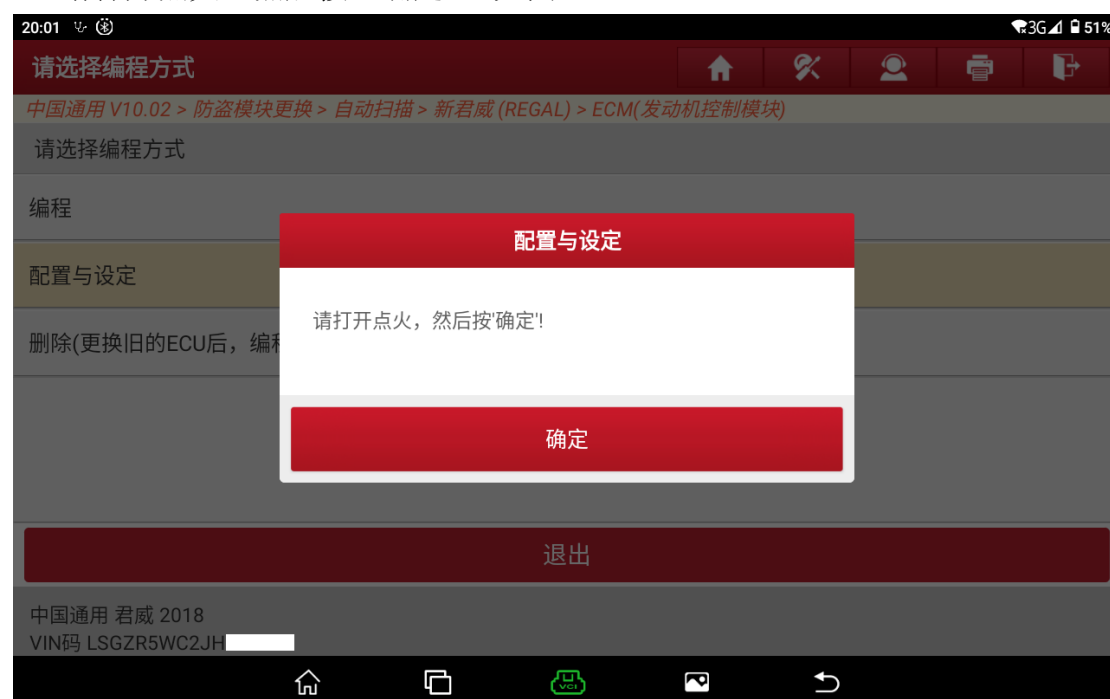 20:01
3G 51%
请选择编程方式
中国通用 V10.02 > 防盗模块更换 > 自动扫描 > 新君威 (REGAL) > ECM(发动机控制模块)
请选择编程方式
编程
配置与设定
配置与设定
请打开点火，然后按'确定'!
删除(更换旧的ECU后，编
确定
退出
中国通用 君威 2018
VIN码 LSGZR5WC2JH
VCI